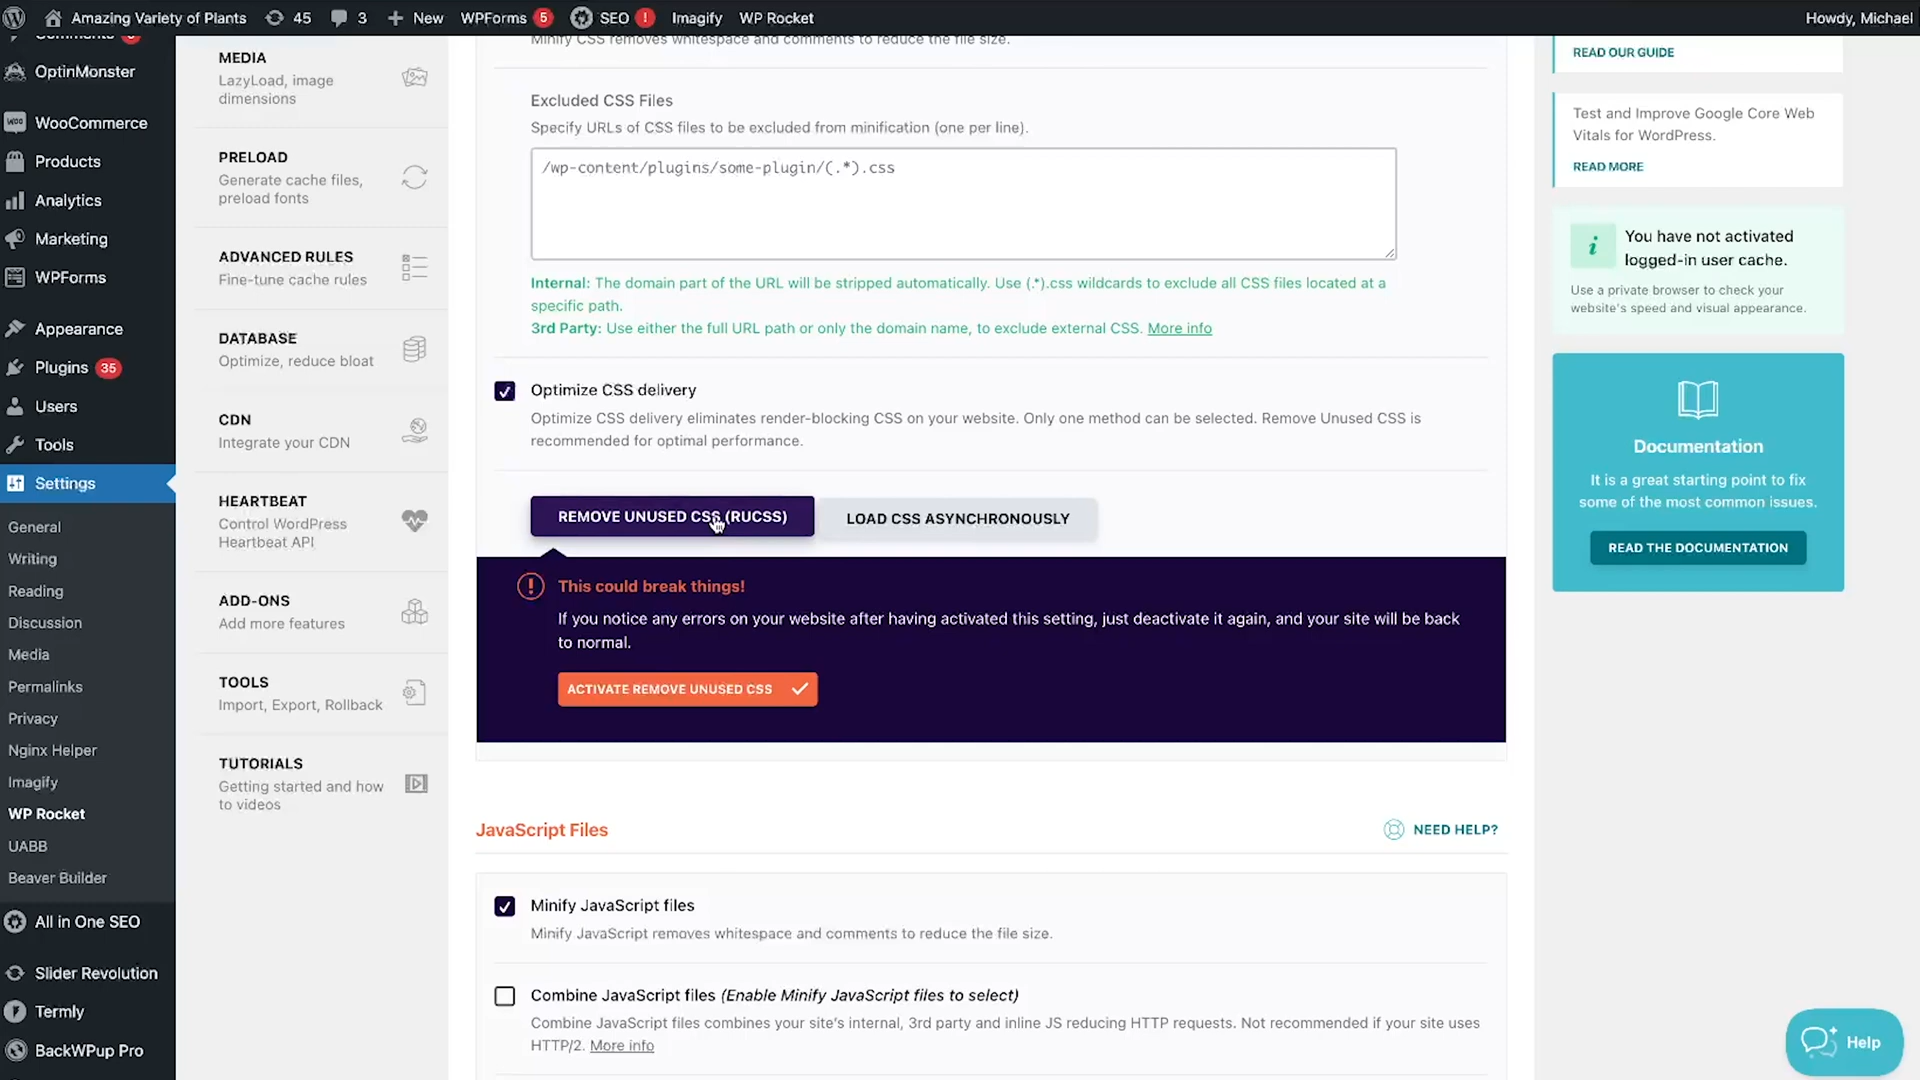 Amazing Variety of Plants 45 3 New WPForms 5 SEO ! Imagify WP Rocket Howdy, Michael
Comments
OptinMonster
WooCommerce
Products
Analytics
Marketing
WPForms
Appearance
Plugins 35
Users
Tools
Settings
General
Writing
Reading
Discussion
Media
Permalinks
Privacy
Nginx Helper
Imagify
WP Rocket
UABB
Beaver Builder
All in One SEO
Slider Revolution
Termly
BackWPup Pro
MEDIA
LazyLoad, image
dimensions
PRELOAD
Generate cache files,
preload fonts
ADVANCED RULES
Fine-tune cache rules
DATABASE
Optimize, reduce bloat
CDN
Integrate your CDN
HEARTBEAT
Control WordPress
Heartbeat API
ADD-ONS
Add more features
TOOLS
Import, Export, Rollback
TUTORIALS
Getting started and how
to videos
Minify CSS removes whitespace and comments to reduce the file size.
Excluded CSS Files
Specify URLs of CSS files to be excluded from minification (one per line).
/wp-content/plugins/some-plugin/(.*).css
Internal: The domain part of the URL will be stripped automatically. Use (.*).css wildcards to exclude all CSS files located at a
specific path.
3rd Party: Use either the full URL path or only the domain name, to exclude external CSS. More info
Optimize CSS delivery
Optimize CSS delivery eliminates render-blocking CSS on your website. Only one method can be selected. Remove Unused CSS is
recommended for optimal performance.
REMOVE UNUSED CSS (RUCSS) LOAD CSS ASYNCHRONOUSLY
This could break things!
If you notice any errors on your website after having activated this setting, just deactivate it again, and your site will be back
to normal.
ACTIVATE REMOVE UNUSED CSS
JavaScript Files NEED HELP?
Minify JavaScript files
Minify JavaScript removes whitespace and comments to reduce the file size.
Combine JavaScript files (Enable Minify JavaScript files to select)
Combine JavaScript files combines your site's internal, 3rd party and inline JS reducing HTTP requests. Not recommended if your site uses
HTTP/2. More info
READ OUR GUIDE
Test and Improve Google Core Web
Vitals for WordPress.
READ MORE
You have not activated
logged-in user cache.
Use a private browser to check your
website's speed and visual appearance.
Documentation
It is a great starting point to fix
some of the most common issues.
READ THE DOCUMENTATION
Help